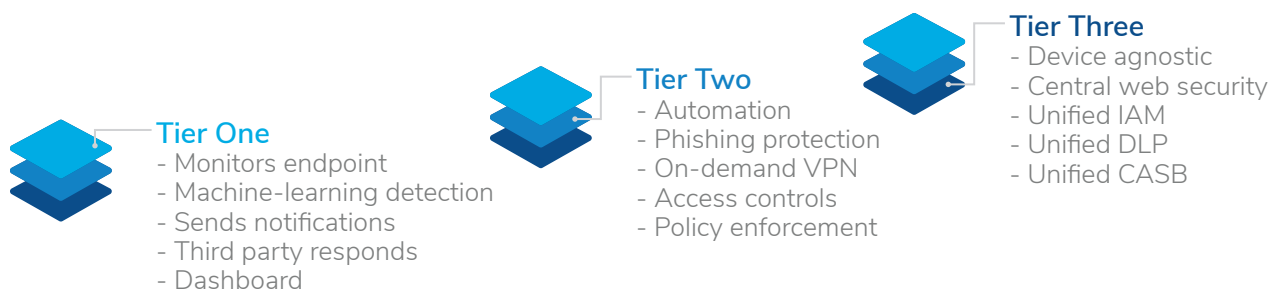 Tier One
- Monitors endpoint
- Machine-learning detection
- Sends notifications
- Third party responds
- Dashboard
Tier Two
- Automation
- Phishing protection
- On-demand VPN
- Access controls
- Policy enforcement
Tier Three
- Device agnostic
- Central web security
- Unified IAM
- Unified DLP
- Unified CASB